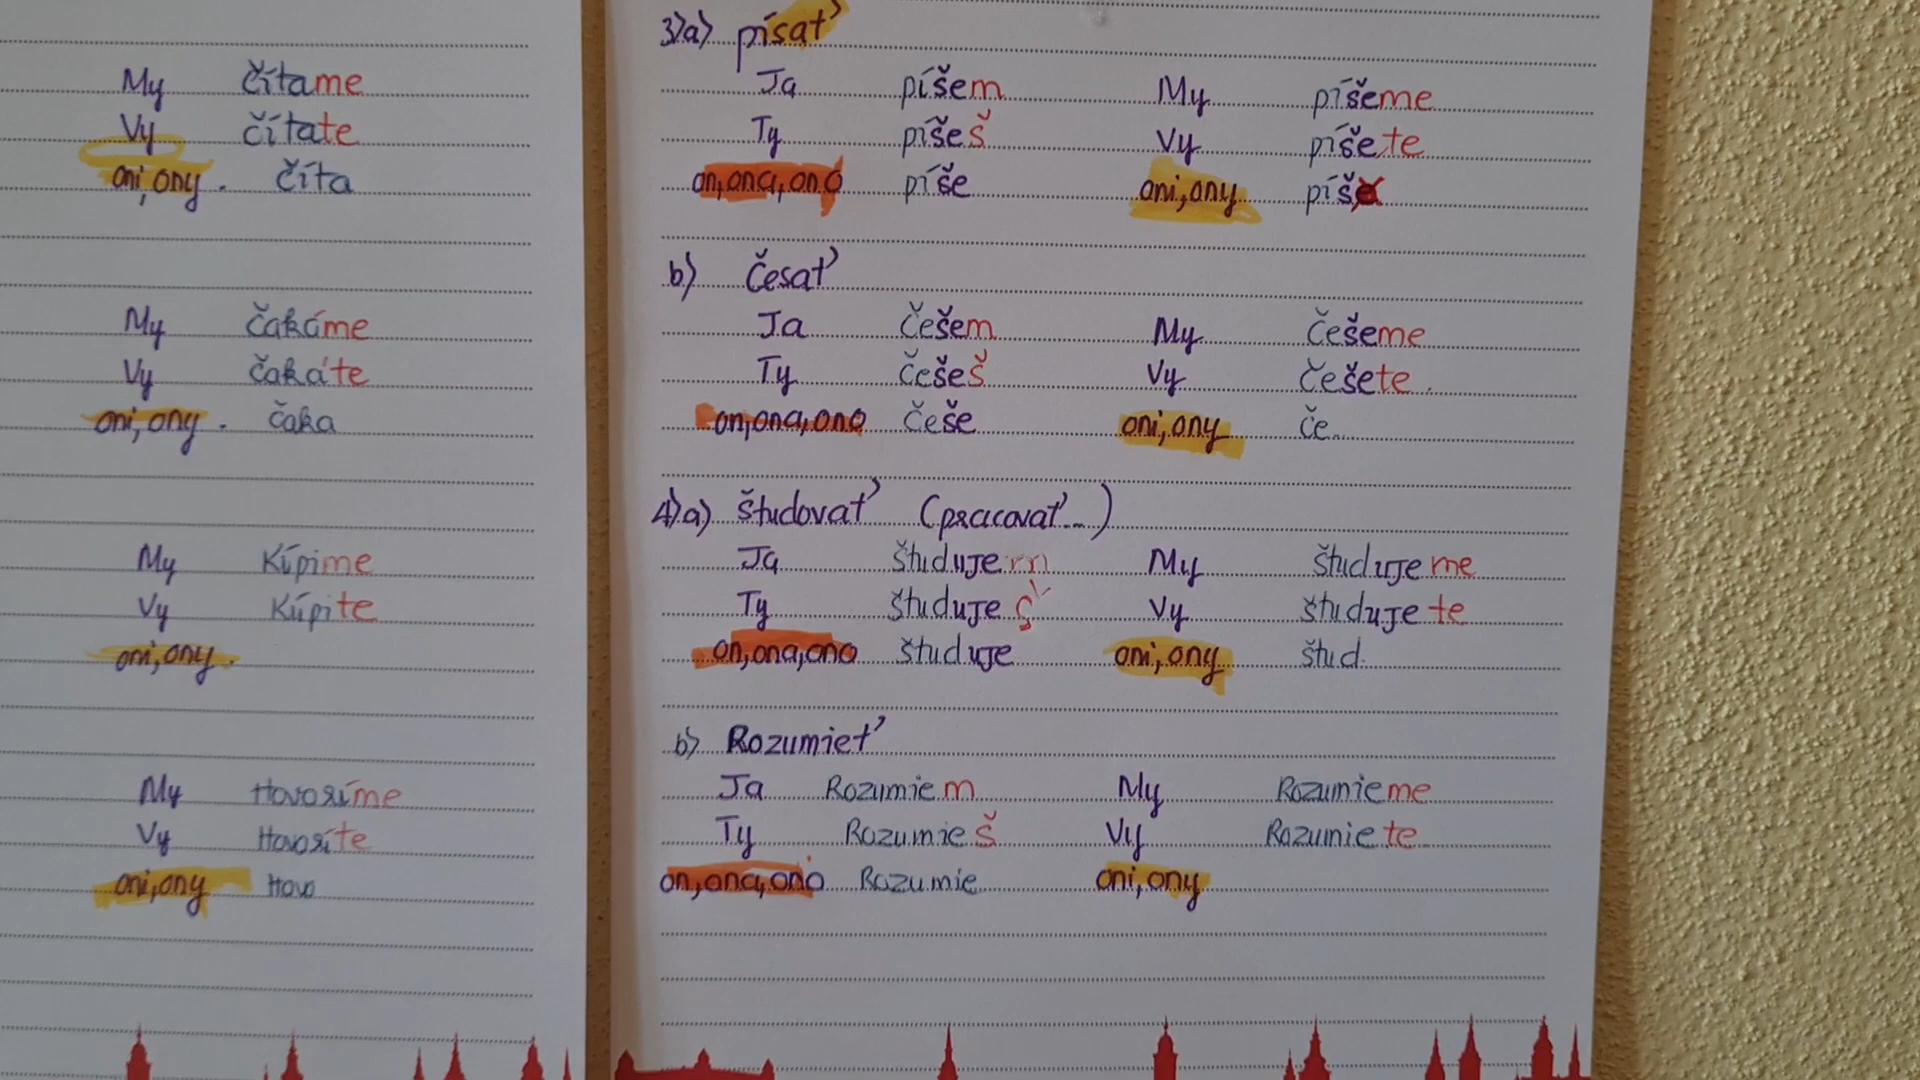 My čítame
Vy čítate
oni, ony. číta
My čakáme
Vy čakáte
oni, ony. čaka
My Kúpime
Vy Kúpite
oni, ony.
My Hovoríme
Vy Hovoríte
oni, ony Hovo
3)a) písať
Ja píšem My píšeme
Ty píšeš Vy píšete
on, ona, ono píše oni, ony píš
b) Česať
Ja Češem My Češeme
Ty Češeš Vy češete.
on, ona, ono češe oni, ony če..
4)a) študovať (pracovať...)
Ja študujem My študujeme
Ty študuješ Vy študujete
on, ona, ono študuje oni, ony štud.
b) Rozumieť
Ja Rozumiem My Rozumieme
Ty Rozumieš Vy Rozumiete
on, ona, ono Rozumie oni, ony